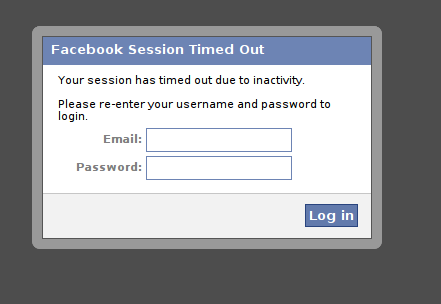 Facebook Session Timed Out
Your session has timed out due to inactivity.
Please re-enter your username and password to
login.
Email:
Password:
Log in